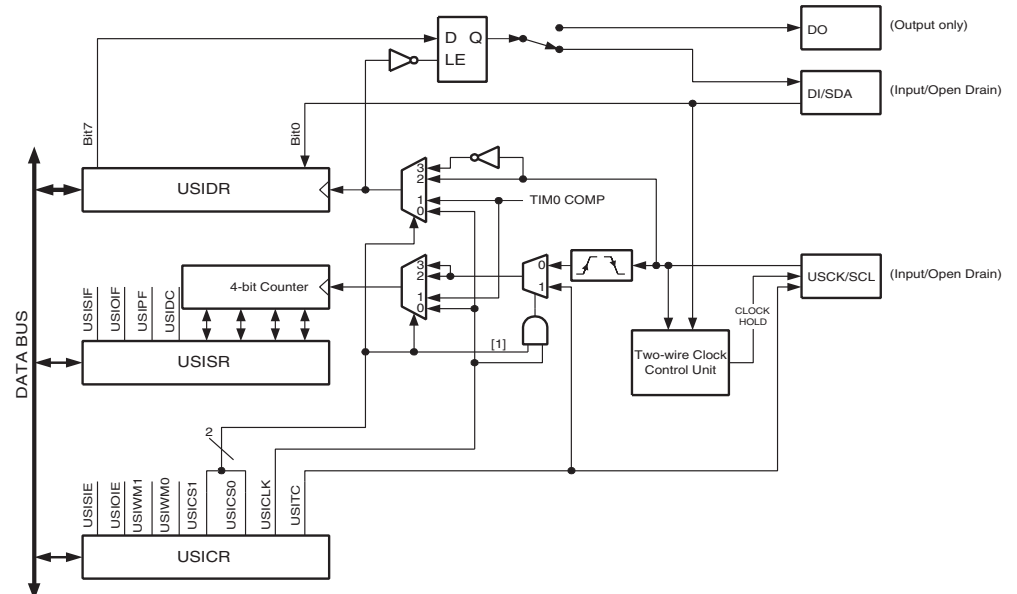 DO
(Output only)
D Q
LE
DI/SDA
(Input/Open Drain)
Bit7
Bit0
USIDR
3
2
1
0
TIM0 COMP
DATA BUS
USISIF
USIOIF
USIPF
USIDC
4-bit Counter
3
2
1
0
0
1
[1]
USCK/SCL
(Input/Open Drain)
CLOCK
HOLD
Two-wire Clock
Control Unit
USISR
2
USISIE
USIOIE
USIWM1
USIWM0
USICS1
USICS0
USICLK
USITC
USICR